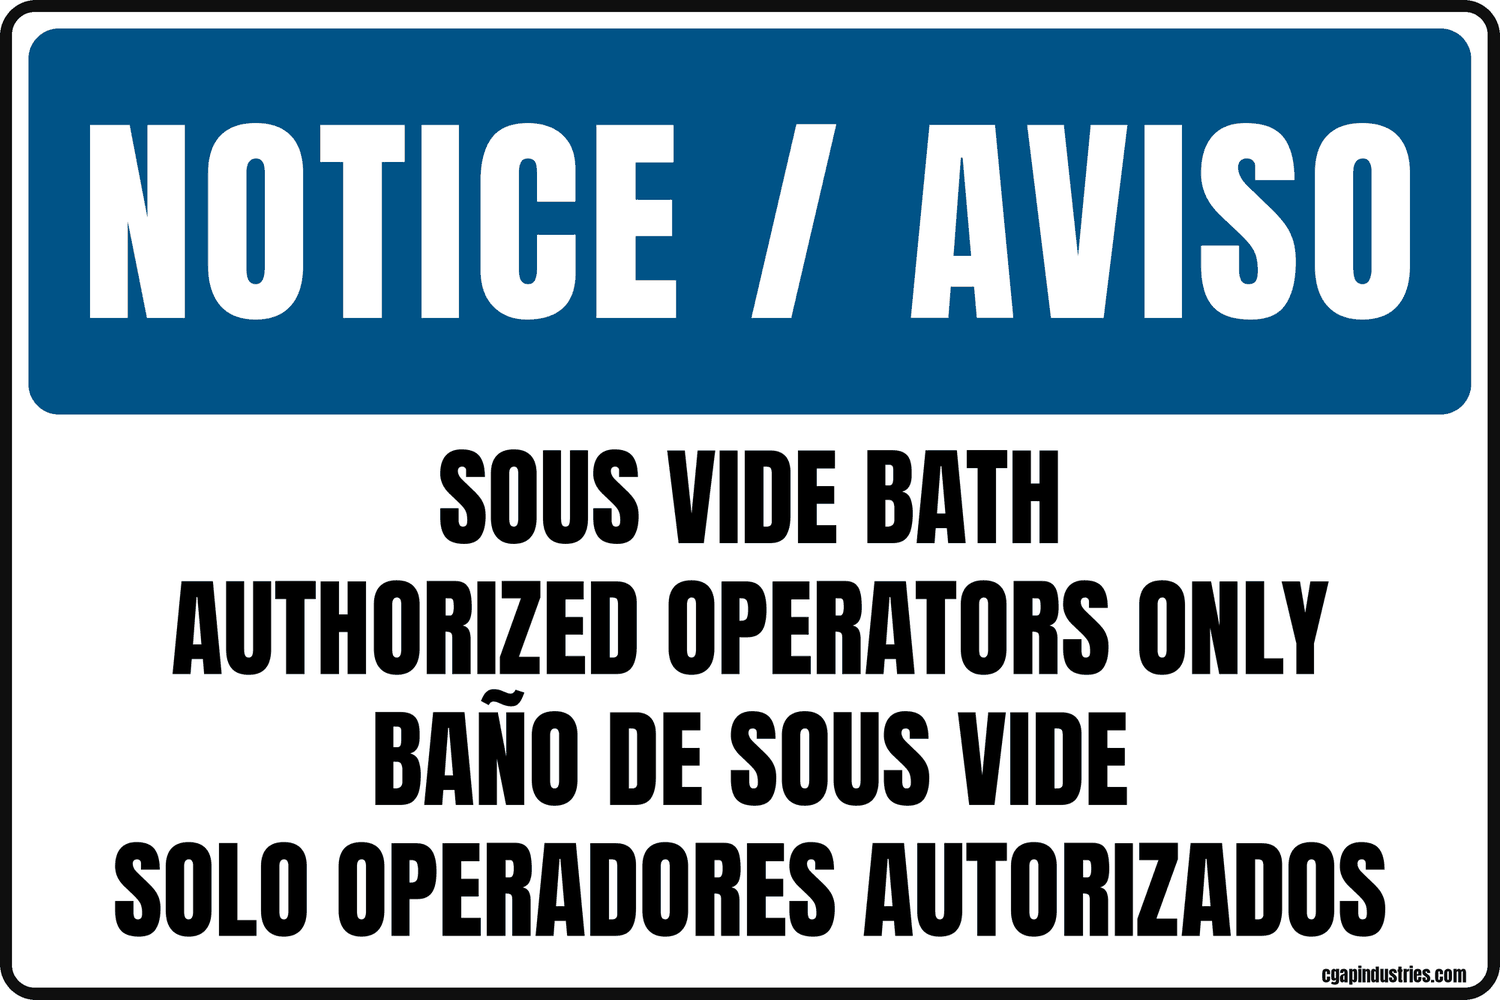 NOTICE / AVISO
SOUS VIDE BATH
AUTHORIZED OPERATORS ONLY
BAÑO DE SOUS VIDE
SOLO OPERADORES AUTORIZADOS
cgapindustries.com